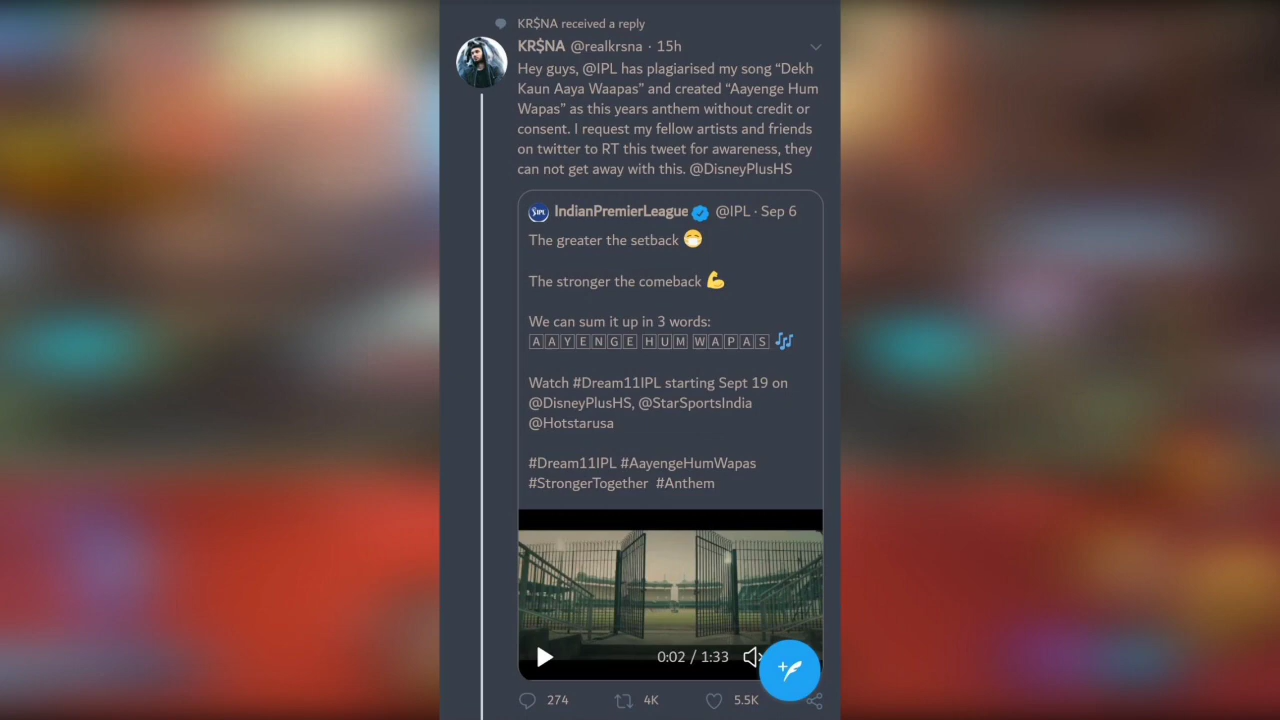 KR$NA received a reply
KR$NA @realkrsna · 15h
Hey guys, @IPL has plagiarised my song “Dekh
Kaun Aaya Waapas” and created “Aayenge Hum
Wapas” as this years anthem without credit or
consent. I request my fellow artists and friends
on twitter to RT this tweet for awareness, they
can not get away with this. @DisneyPlusHS
IPL
IndianPremierLeague @IPL · Sep 6
The greater the setback 😷
The stronger the comeback 💪
We can sum it up in 3 words:
🄰🄰🅈🄴🄽🄶🄴 🄷🅄🄼 🅆🄰🄿🄰🅂 🎶
Watch #Dream11IPL starting Sept 19 on
@DisneyPlusHS, @StarSportsIndia
@Hotstarusa
#Dream11IPL #AayengeHumWapas
#StrongerTogether #Anthem
0:02 / 1:33
274 4K 5.5K